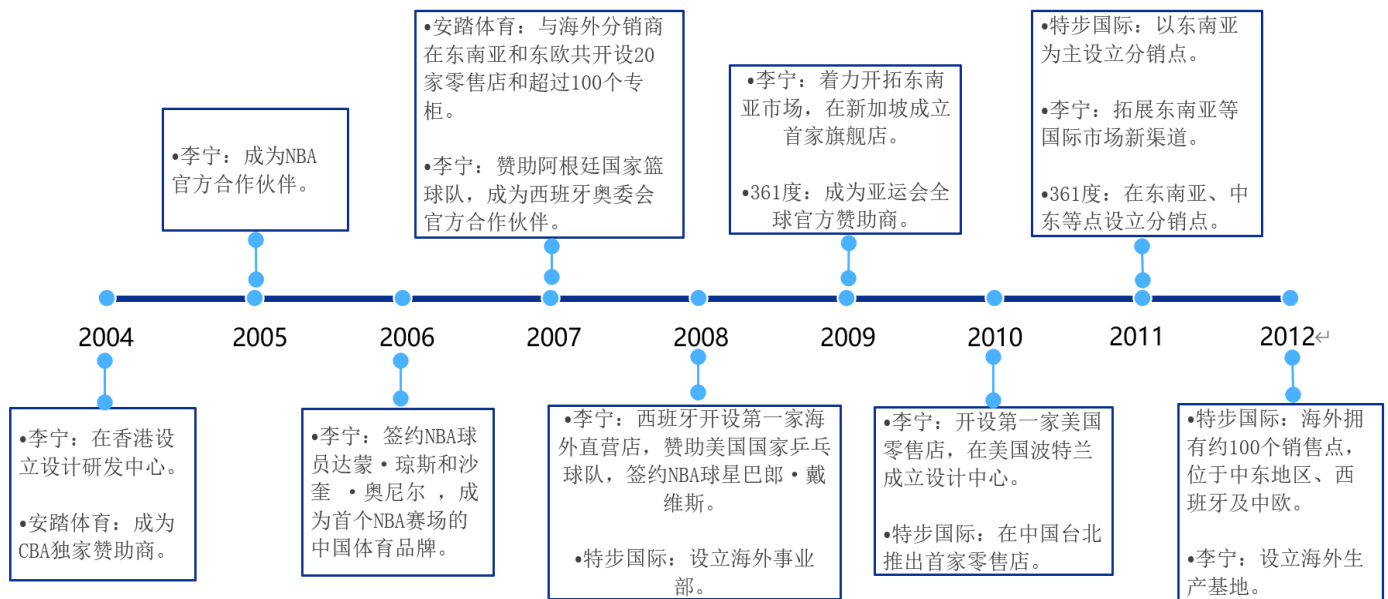 •安踏体育：与海外分销商
在东南亚和东欧共开设20
家零售店和超过100个专
柜。
•李宁：赞助阿根廷国家篮
球队，成为西班牙奥委会
官方合作伙伴。
•特步国际：以东南亚
为主设立分销点。
•李宁：拓展东南亚等
国际市场新渠道。
•361度：在东南亚、中
东等点设立分销点。
•李宁：着力开拓东南
亚市场，在新加坡成立
首家旗舰店。
•361度：成为亚运会全
球官方赞助商。
•李宁：成为NBA
官方合作伙伴。
2004
2005
2006
2007
2008
2009
2010
2011
2012↵
•李宁：在香港设
立设计研发中心。
•安踏体育：成为
CBA独家赞助商。
•李宁：签约NBA球
员达蒙·琼斯和沙
奎 ·奥尼尔 ，成
为首个NBA赛场的
中国体育品牌。
•李宁：西班牙开设第一家海
外直营店，赞助美国国家乒乓
球队，签约NBA球星巴郎·戴
维斯。
•特步国际：设立海外事业
部。
•李宁：开设第一家美国
零售店，在美国波特兰
成立设计中心。
•特步国际：在中国台北
推出首家零售店。
•特步国际：海外拥
有约100个销售点，
位于中东地区、西
班牙及中欧。
•李宁：设立海外生
产基地。